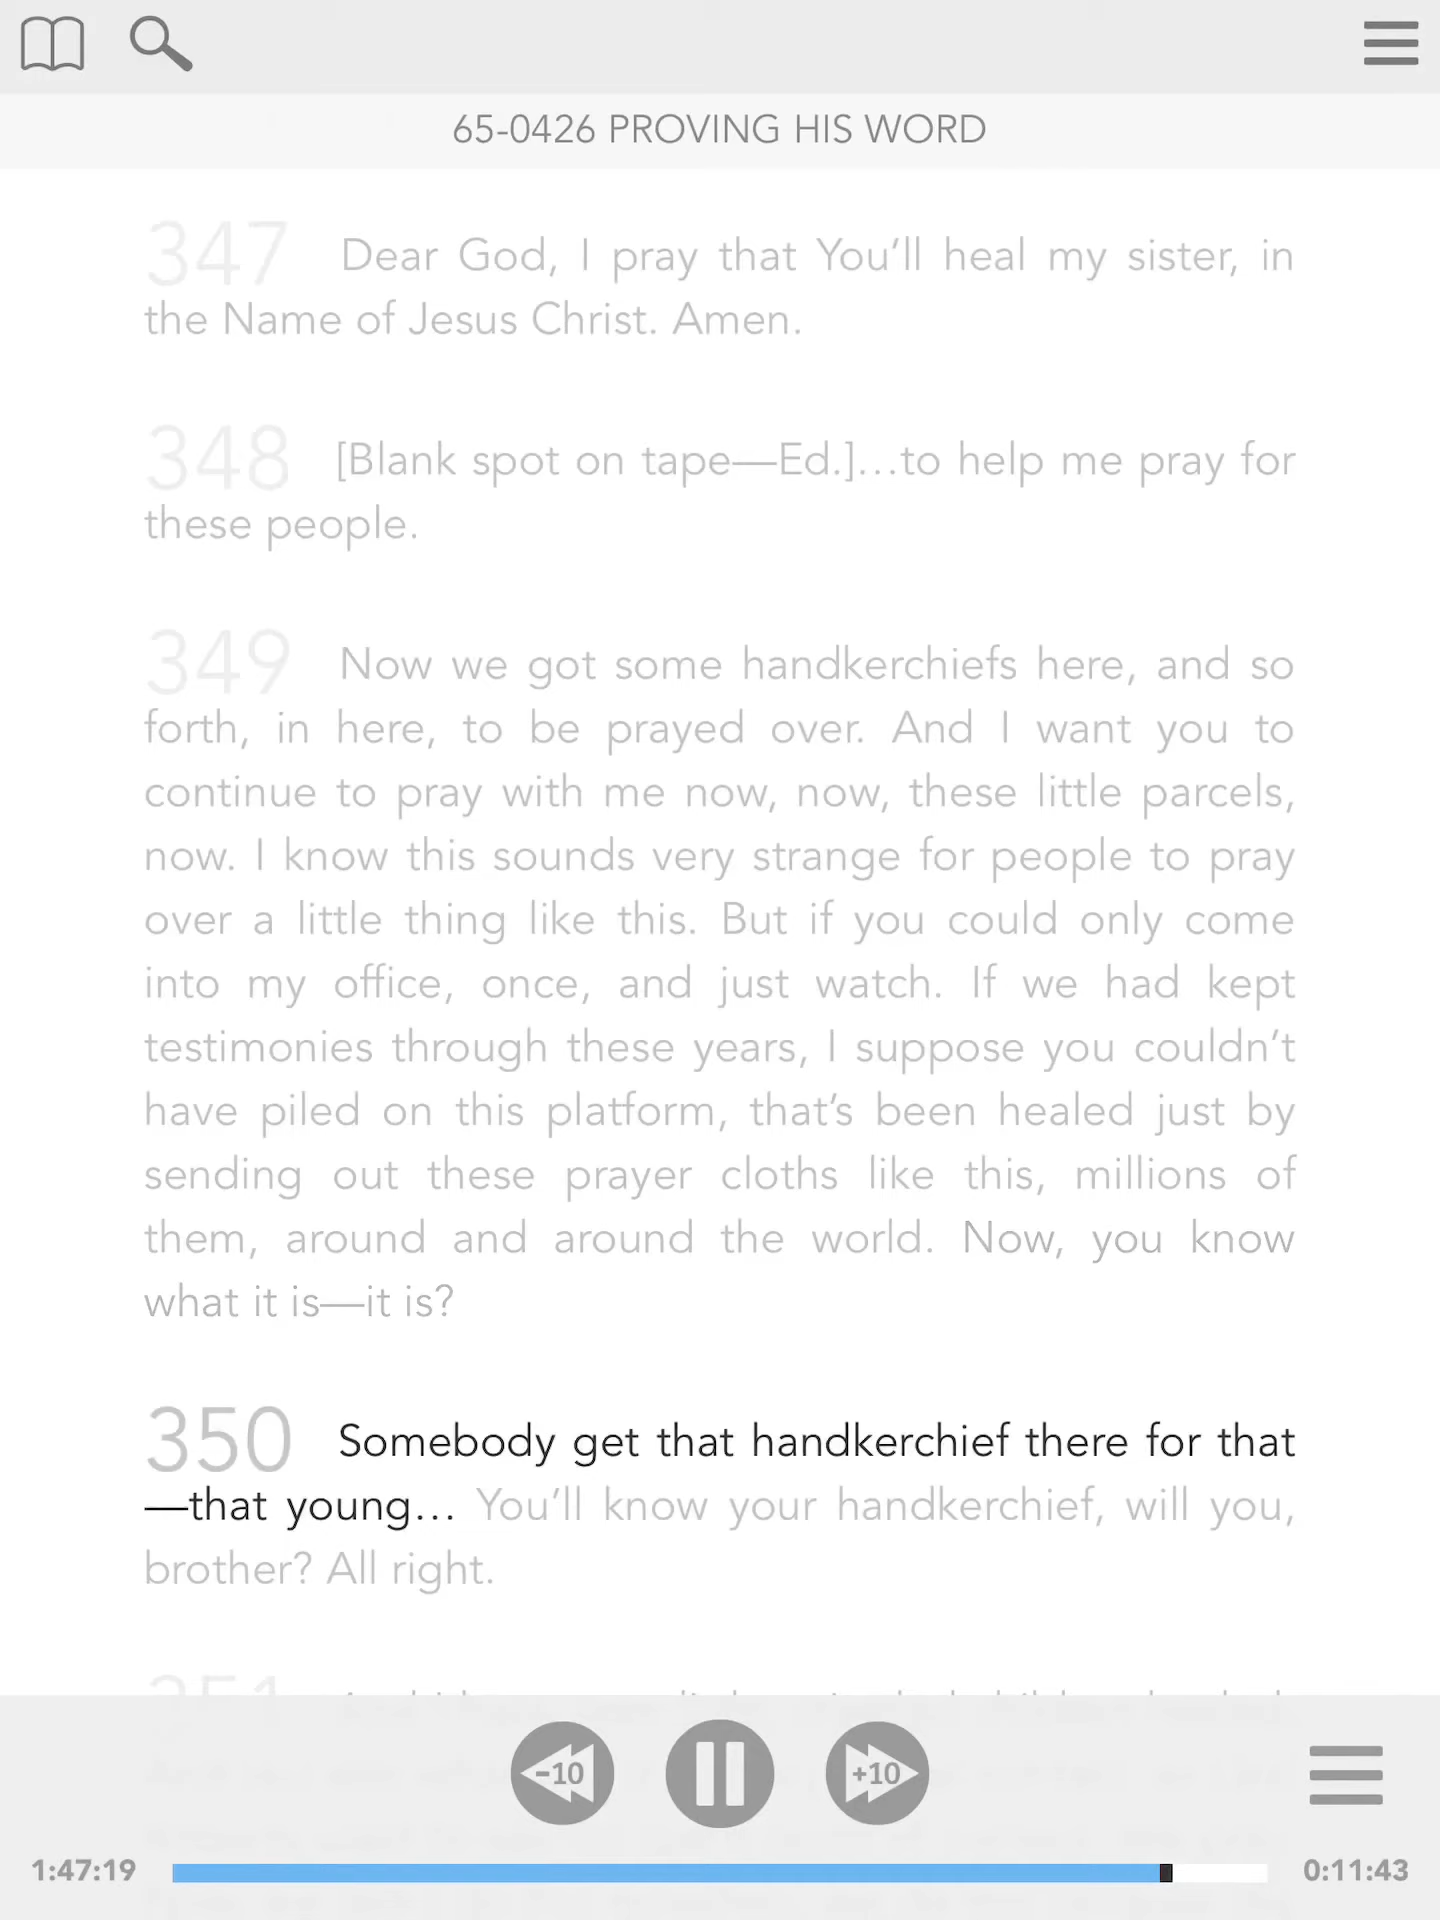 65-0426 PROVING HIS WORD
347 Dear God, I pray that You’ll heal my sister, in
the Name of Jesus Christ. Amen.
348 [Blank spot on tape—Ed.]…to help me pray for
these people.
349 Now we got some handkerchiefs here, and so
forth, in here, to be prayed over. And I want you to
continue to pray with me now, now, these little parcels,
now. I know this sounds very strange for people to pray
over a little thing like this. But if you could only come
into my office, once, and just watch. If we had kept
testimonies through these years, I suppose you couldn’t
have piled on this platform, that’s been healed just by
sending out these prayer cloths like this, millions of
them, around and around the world. Now, you know
what it is—it is?
350 Somebody get that handkerchief there for that
—that young… You’ll know your handkerchief, will you,
brother? All right.
351
-10 +10
1:47:19 0:11:43